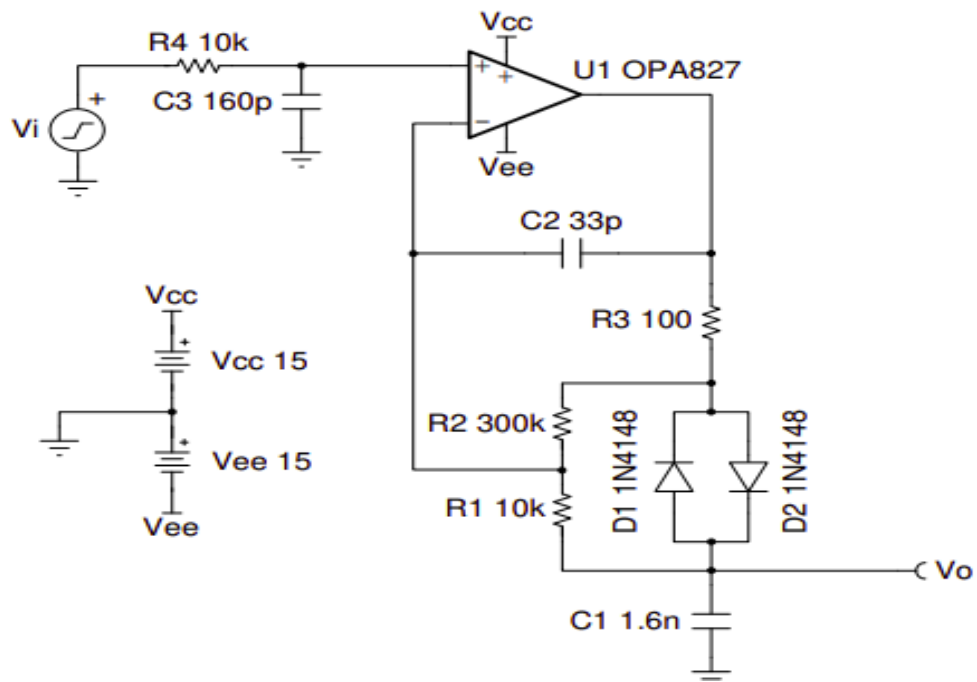 Vcc
R4 10k
+
+
U1 OPA827
C3 160p
+
Vi
−
Vee
C2 33p
Vcc
R3 100
+
Vcc 15
R2 300k
D1 1N4148
D2 1N4148
+
Vee 15
R1 10k
Vee
Vo
C1 1.6n